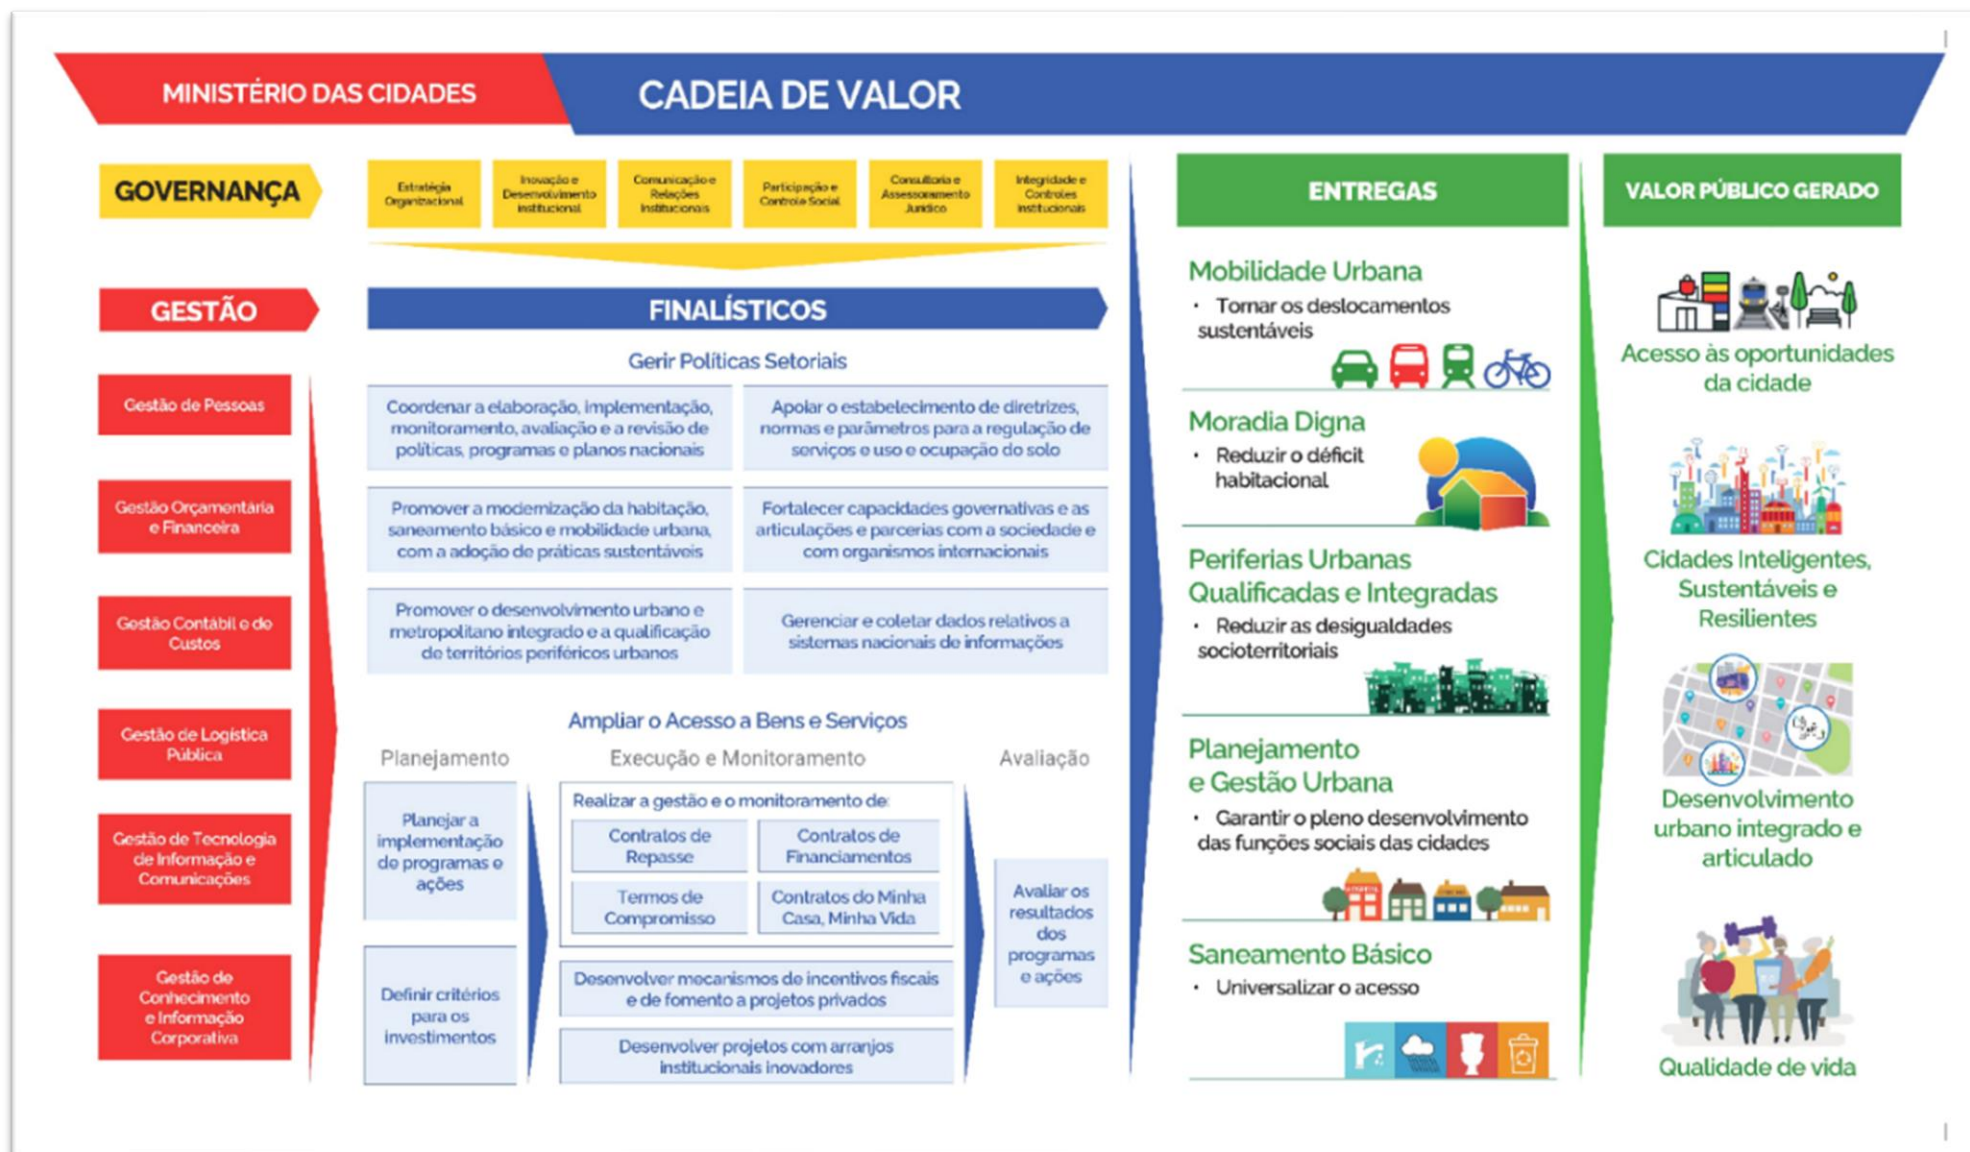 MINISTÉRIO DAS CIDADES
CADEIA DE VALOR
GOVERNANÇA
Estratégia
Organizacional
Inovação e
Desenvolvimento
institucional
Comunicação e
Relações
Institucionais
Participação e
Controle Social
Consultoria e
Assessoramento
Jurídico
Integridade e
Controles
Institucionais
GESTÃO
Gestão de Pessoas
Gestão Orçamentária
e Financeira
Gestão Contábil e de
Custos
Gestão de Logística
Pública
Gestão de Tecnologia
de Informação e
Comunicações
Gestão de
Conhecimento
e Informação
Corporativa
FINALÍSTICOS
Gerir Políticas Setoriais
Coordenar a elaboração, implementação,
monitoramento, avaliação e a revisão de
políticas, programas e planos nacionais
Apoiar o estabelecimento de diretrizes,
normas e parâmetros para a regulação de
serviços e uso e ocupação do solo
Promover a modernização da habitação,
saneamento básico e mobilidade urbana,
com a adoção de práticas sustentáveis
Fortalecer capacidades governativas e as
articulações e parcerias com a sociedade e
com organismos internacionais
Promover o desenvolvimento urbano e
metropolitano integrado e a qualificação
de territórios periféricos urbanos
Gerenciar e coletar dados relativos a
sistemas nacionais de informações
Ampliar o Acesso a Bens e Serviços
Planejamento
Planejar a
implementação
de programas e
ações
Definir critérios
para os
investimentos
Execução e Monitoramento
Realizar a gestão e o monitoramento de:
Contratos de
Repasse
Contratos de
Financiamentos
Termos de
Compromisso
Contratos do Minha
Casa, Minha Vida
Desenvolver mecanismos de incentivos fiscais
e de fomento a projetos privados
Desenvolver projetos com arranjos
institucionais inovadores
Avaliação
Avaliar os
resultados
dos
programas
e ações
ENTREGAS
Mobilidade Urbana
· Tornar os deslocamentos
sustentáveis
Moradia Digna
· Reduzir o déficit
habitacional
Periferias Urbanas
Qualificadas e Integradas
· Reduzir as desigualdades
socioterritoriais
Planejamento
e Gestão Urbana
· Garantir o pleno desenvolvimento
das funções sociais das cidades
Saneamento Básico
· Universalizar o acesso
VALOR PÚBLICO GERADO
Acesso às oportunidades
da cidade
Cidades Inteligentes,
Sustentáveis e
Resilientes
Desenvolvimento
urbano integrado e
articulado
Qualidade de vida